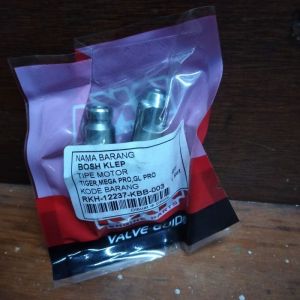 NAMA BARANG
BOSH KLEP
TIPE MOTOR
TIGER,MEGA PRO,GL PRO
KODE BARANG
RKH-12237-KBB-003
VALVE GUIDE